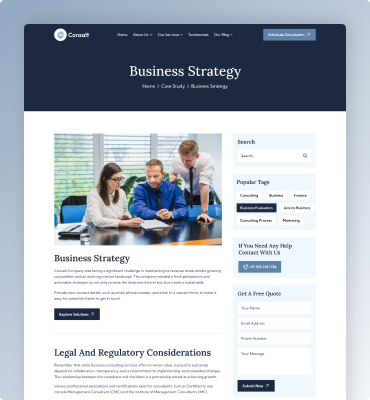 Consalt
Home About Us Our Services Testimonials Our Blog
Schedule Consulation
Business Strategy
Home > Case Study > Business Strategy
Search
Search...
Popular Tags
Consulting Business Finance
Business Evaluation Advice Business
Consulting Process Marketing
If You Need Any Help
Contact With Us
Get A Free Quote
Your Name
Email Address
Phone Number
Your Message
Submit Now
Business Strategy
Consalt Company was facing a significant challenge in maintaining its revenue levels amidst growing
competition and an evolving market landscape. The company needed a fresh perspective and
actionable strategies to not only reverse the downward trend but also create a sustainable.
Provide your contact details, such as email, phone number, and a link to a contact form, to make it
easy for potential clients to get in touch
Explore Solutions
Legal And Regulatory Considerations
Remember that while business consulting services offer immense value, successful outcomes
depend on collaboration, transparency, and a commitment to implementing recommended changes.
The relationship between the consultant and the client is a partnership aimed at achieving growth
Various professional associations and certifications exist for consultants, such as Certified to any
console Management Consultant (CMC) and the Institute of Management Consultants (IMC).